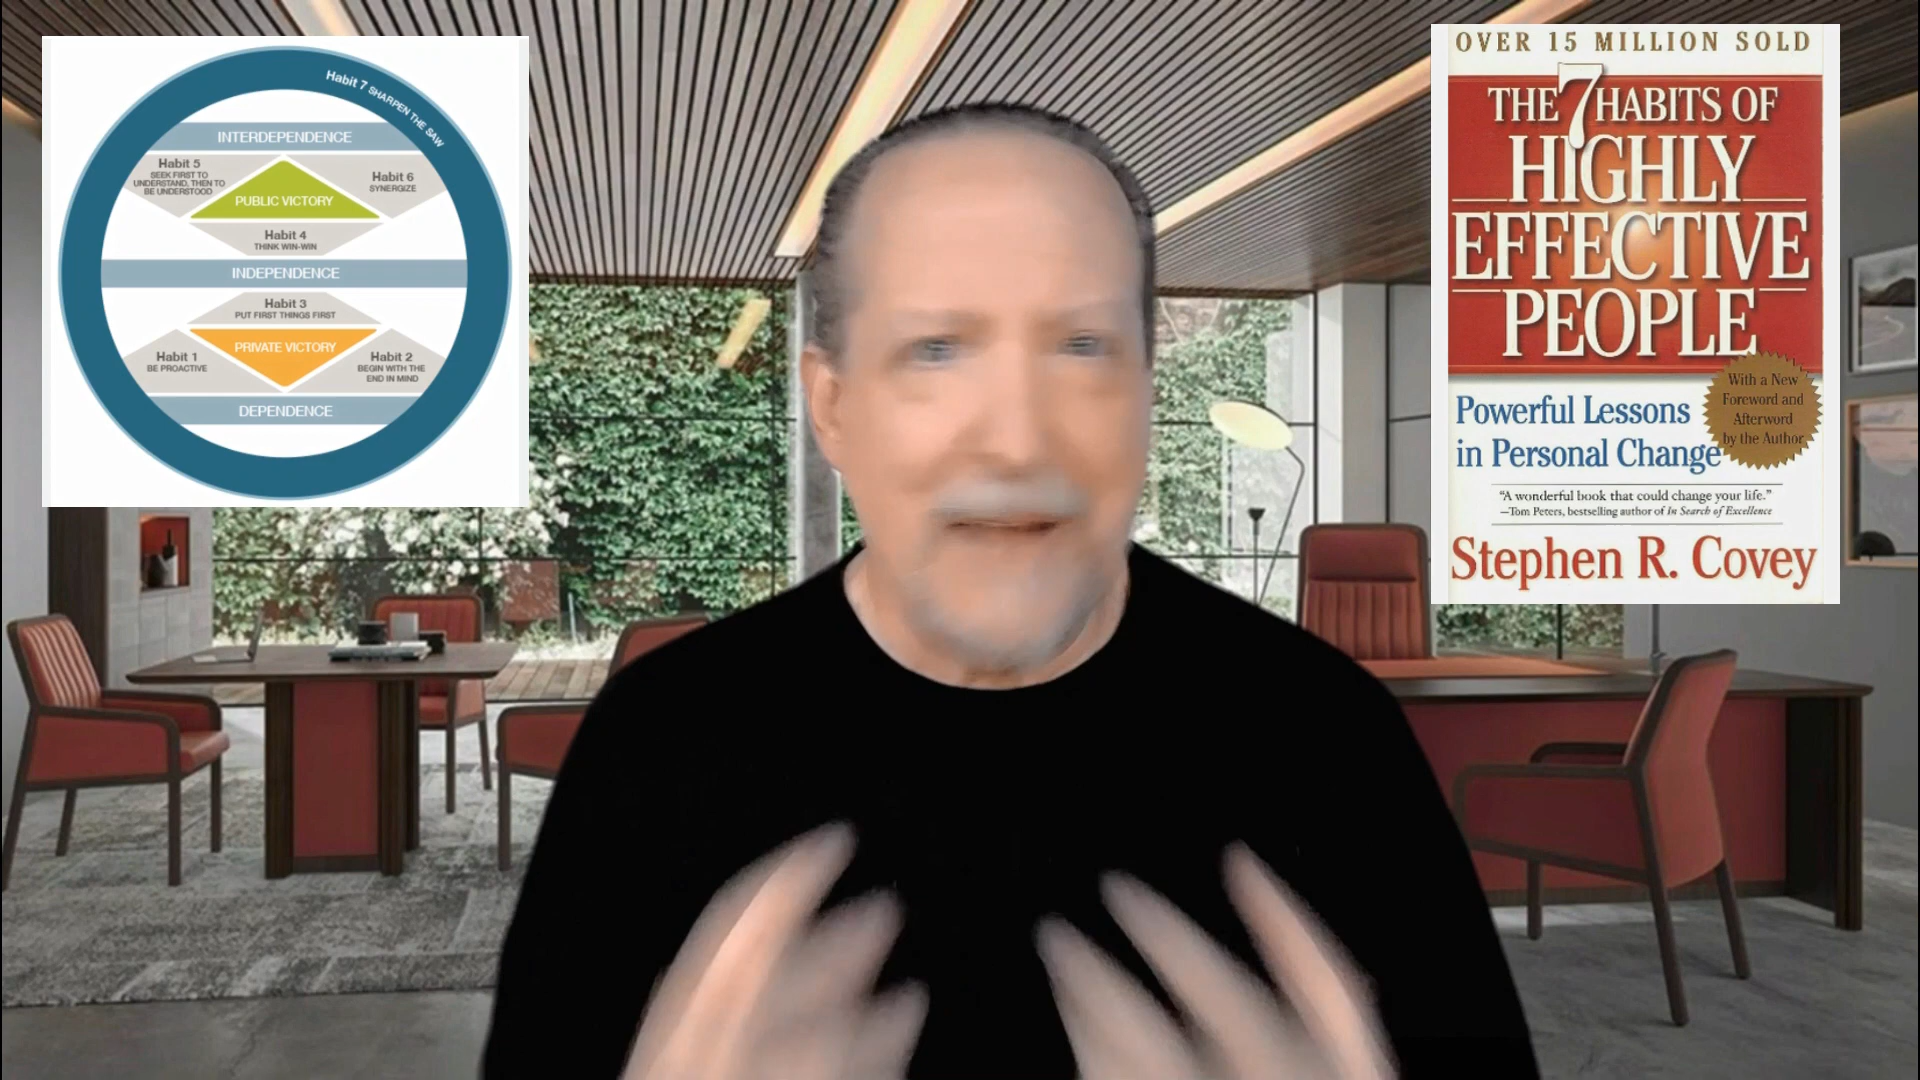 Habit 7 SHARPEN THE SAW
INTERDEPENDENCE
Habit 5
SEEK FIRST TO
UNDERSTAND, THEN TO
BE UNDERSTOOD
Habit 6
SYNERGIZE
PUBLIC VICTORY
Habit 4
THINK WIN-WIN
INDEPENDENCE
Habit 3
PUT FIRST THINGS FIRST
PRIVATE VICTORY
Habit 1
BE PROACTIVE
Habit 2
BEGIN WITH THE
END IN MIND
DEPENDENCE
OVER 15 MILLION SOLD
THE 7 HABITS OF
HIGHLY
EFFECTIVE
PEOPLE
With a New
Foreword and
Afterword
by the Author
Powerful Lessons
in Personal Change
“A wonderful book that could change your life.”
—Tom Peters, bestselling author of In Search of Excellence
Stephen R. Covey